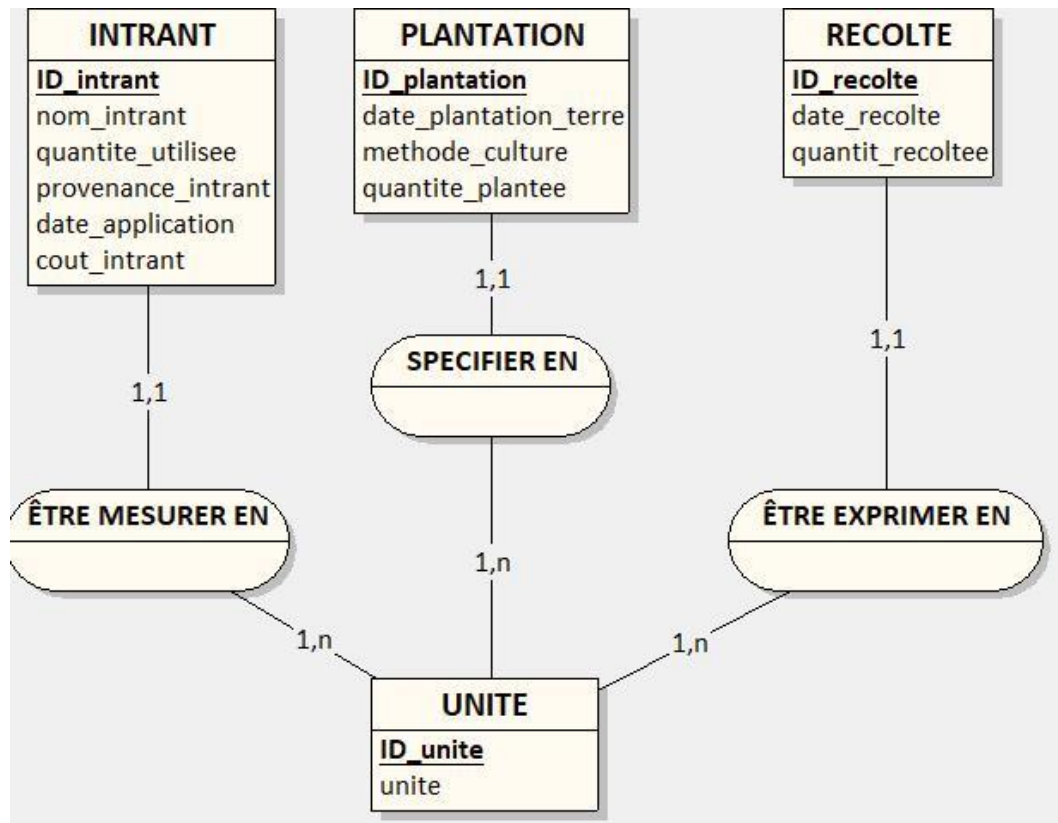 INTRANT
ID_intrant
nom_intrant
quantite_utilisee
provenance_intrant
date_application
cout_intrant
PLANTATION
ID_plantation
date_plantation_terre
methode_culture
quantite_plantee
RECOLTE
ID_recolte
date_recolte
quantit_recoltee
1,1
1,1
1,1
SPECIFIER EN
ÊTRE MESURER EN
ÊTRE EXPRIMER EN
1,n
1,n
1,n
UNITE
ID_unite
unite